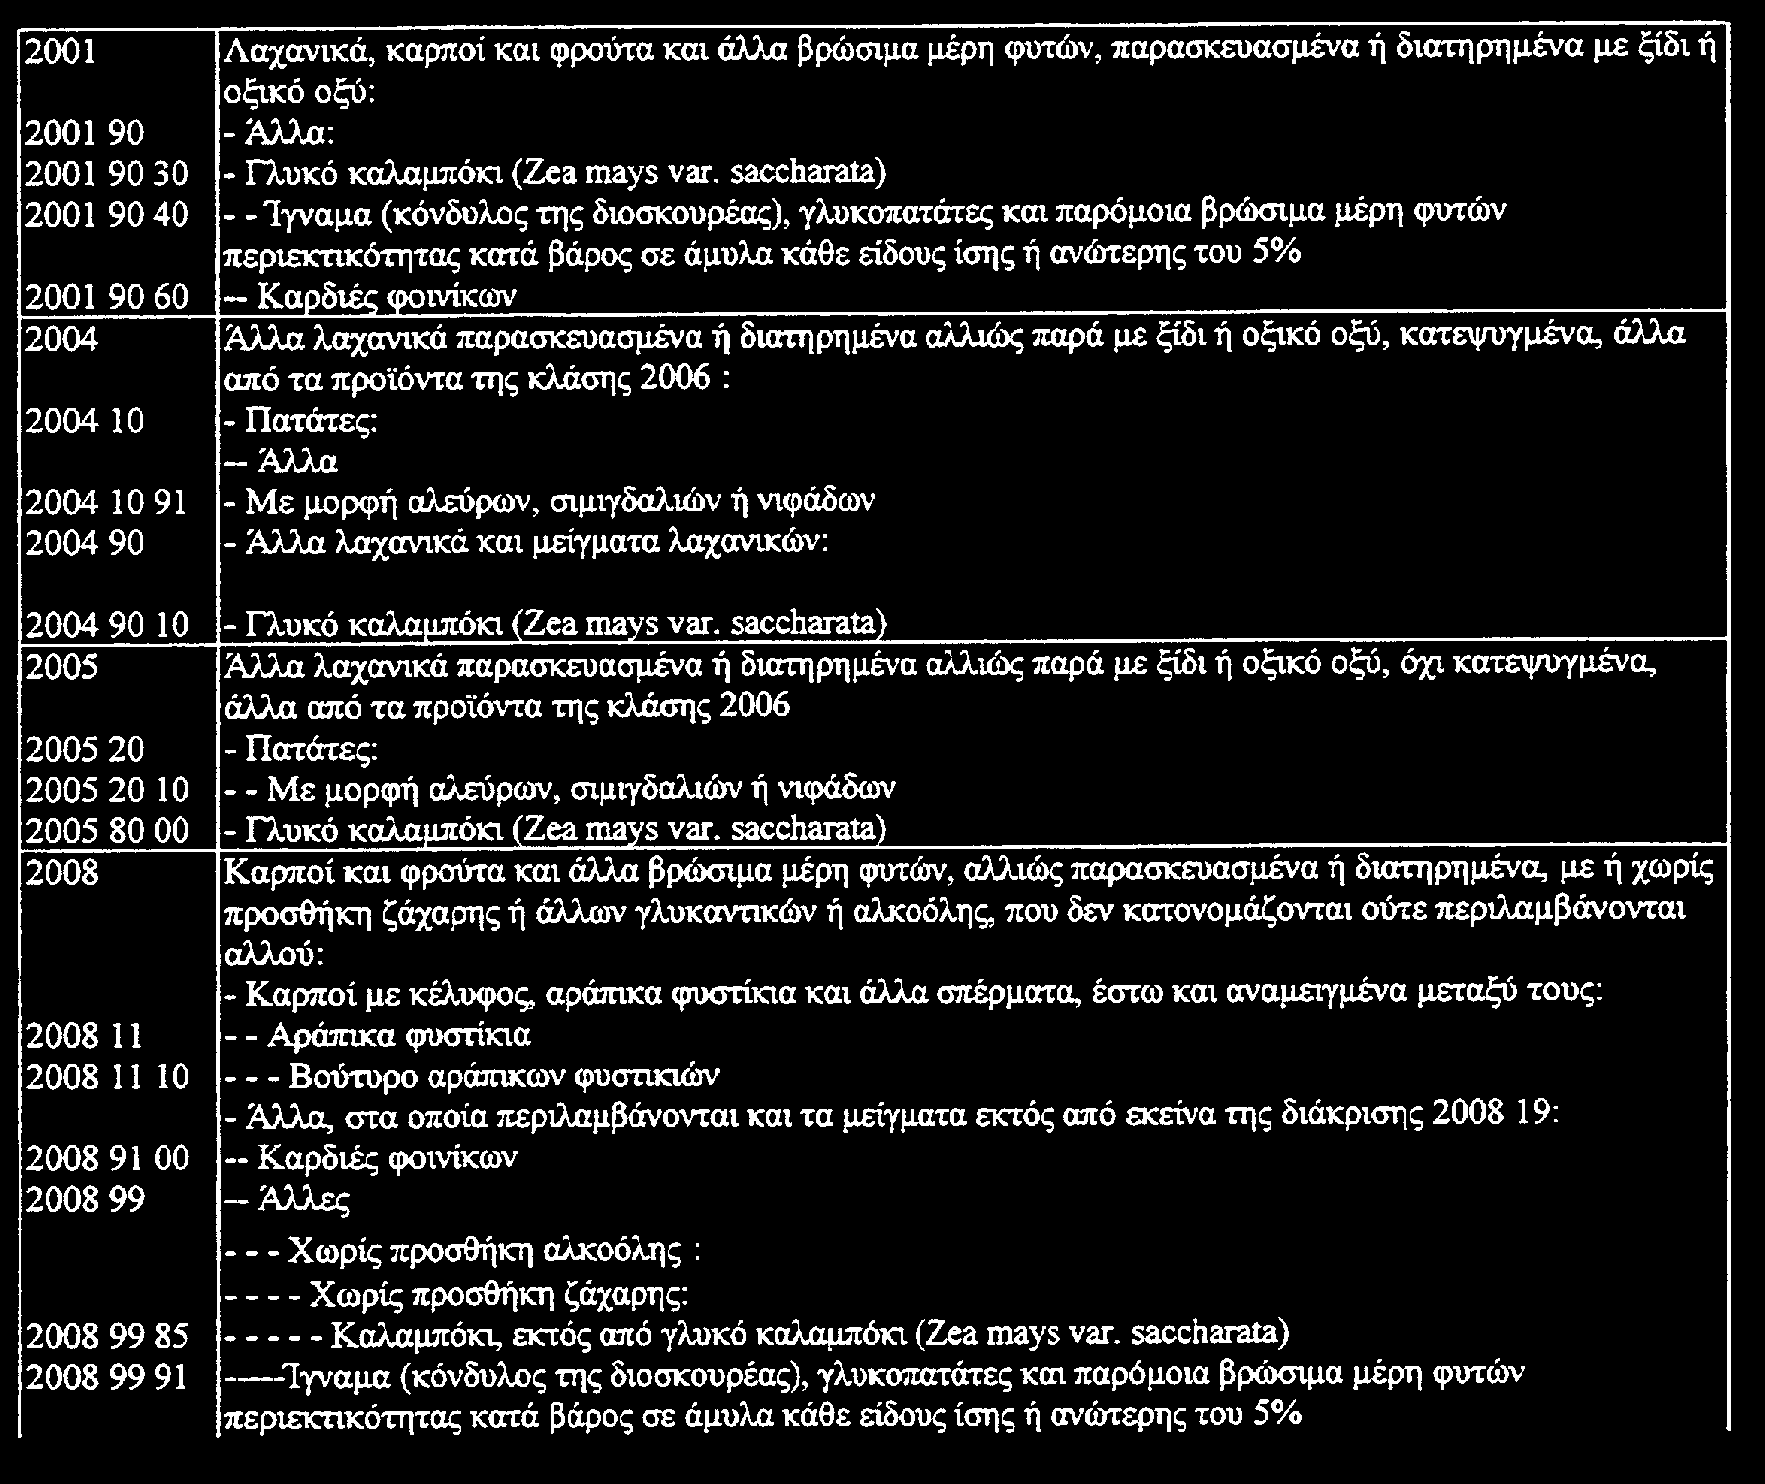 2001 Λαχανικά, καρποί και φρούτα και άλλα βρώσιμα μέρη φυτών, παρασκευασμένα ή διατηρημένα με ξίδι ή
οξικό οξύ:
2001 90 - Άλλα:
2001 90 30 - Γλυκό καλαμπόκι (Zea mays var. saccharata)
2001 90 40 - - Ίγναμα (κόνδυλος της διοσκουρέας), γλυκοπατάτες και παρόμοια βρώσιμα μέρη φυτών
περιεκτικότητας κατά βάρος σε άμυλα κάθε είδους ίσης ή ανώτερης του 5%
2001 90 60 -- Καρδιές φοινίκων
2004 Άλλα λαχανικά παρασκευασμένα ή διατηρημένα αλλιώς παρά με ξίδι ή οξικό οξύ, κατεψυγμένα, άλλα
από τα προϊόντα της κλάσης 2006 :
2004 10 - Πατάτες:
-- Άλλα
2004 10 91 - Με μορφή αλεύρων, σιμιγδαλιών ή νιφάδων
2004 90 - Άλλα λαχανικά και μείγματα λαχανικών:
2004 90 10 - Γλυκό καλαμπόκι (Zea mays var. saccharata)
2005 Άλλα λαχανικά παρασκευασμένα ή διατηρημένα αλλιώς παρά με ξίδι ή οξικό οξύ, όχι κατεψυγμένα,
άλλα από τα προϊόντα της κλάσης 2006
2005 20 - Πατάτες:
2005 20 10 - - Με μορφή αλεύρων, σιμιγδαλιών ή νιφάδων
2005 80 00 - Γλυκό καλαμπόκι (Zea mays var. saccharata)
2008 Καρποί και φρούτα και άλλα βρώσιμα μέρη φυτών, αλλιώς παρασκευασμένα ή διατηρημένα, με ή χωρίς
προσθήκη ζάχαρης ή άλλων γλυκαντικών ή αλκοόλης, που δεν κατονομάζονται ούτε περιλαμβάνονται
αλλού:
- Καρποί με κέλυφος, αράπικα φυστίκια και άλλα σπέρματα, έστω και αναμειγμένα μεταξύ τους:
2008 11 - - Αράπικα φυστίκια
2008 11 10 - - - Βούτυρο αράπικων φυστικιών
- Άλλα, στα οποία περιλαμβάνονται και τα μείγματα εκτός από εκείνα της διάκρισης 2008 19:
2008 91 00 -- Καρδιές φοινίκων
2008 99 -- Άλλες
- - - Χωρίς προσθήκη αλκοόλης :
- - - - Χωρίς προσθήκη ζάχαρης:
2008 99 85 - - - - - Καλαμπόκι, εκτός από γλυκό καλαμπόκι (Zea mays var. saccharata)
2008 99 91 -----Ίγναμα (κόνδυλος της διοσκουρέας), γλυκοπατάτες και παρόμοια βρώσιμα μέρη φυτών
περιεκτικότητας κατά βάρος σε άμυλα κάθε είδους ίσης ή ανώτερης του 5%